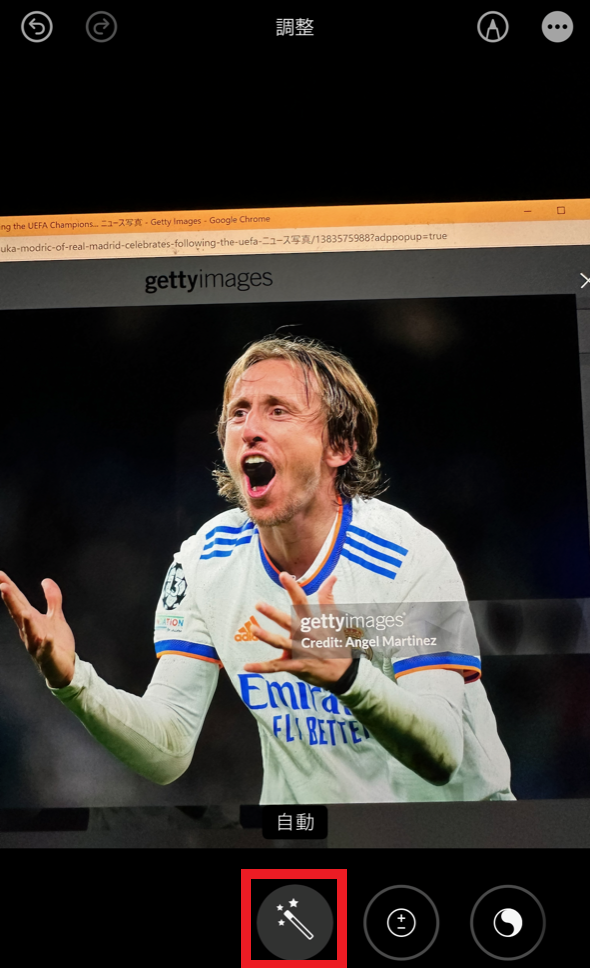 調整
ng the UEFA Champions... ニュース写真 - Getty Images - Google Chrome
uka-modric-of-real-madrid-celebrates-following-the-uefa-ニュース写真/1383575988?adppopup=true
gettyimages
gettyimages
Credit: Angel Martinez
Emira
FLY BETTER
自動